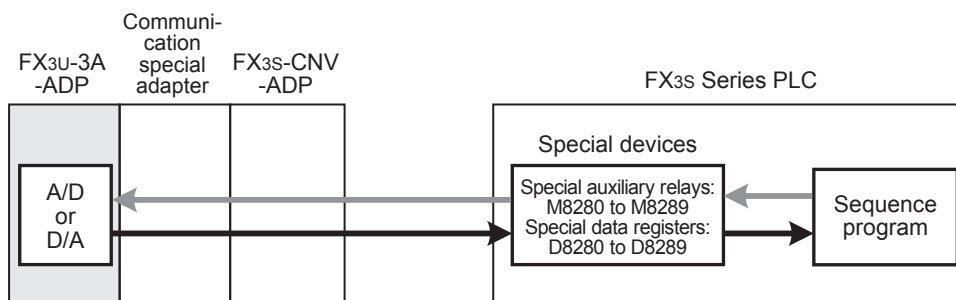 Communi-
cation
special
adapter
FX3U-3A
-ADP
FX3S-CNV
-ADP
FX3S Series PLC
Special devices
A/D
or
D/A
Special auxiliary relays:
M8280 to M8289
Special data registers:
D8280 to D8289
Sequence
program